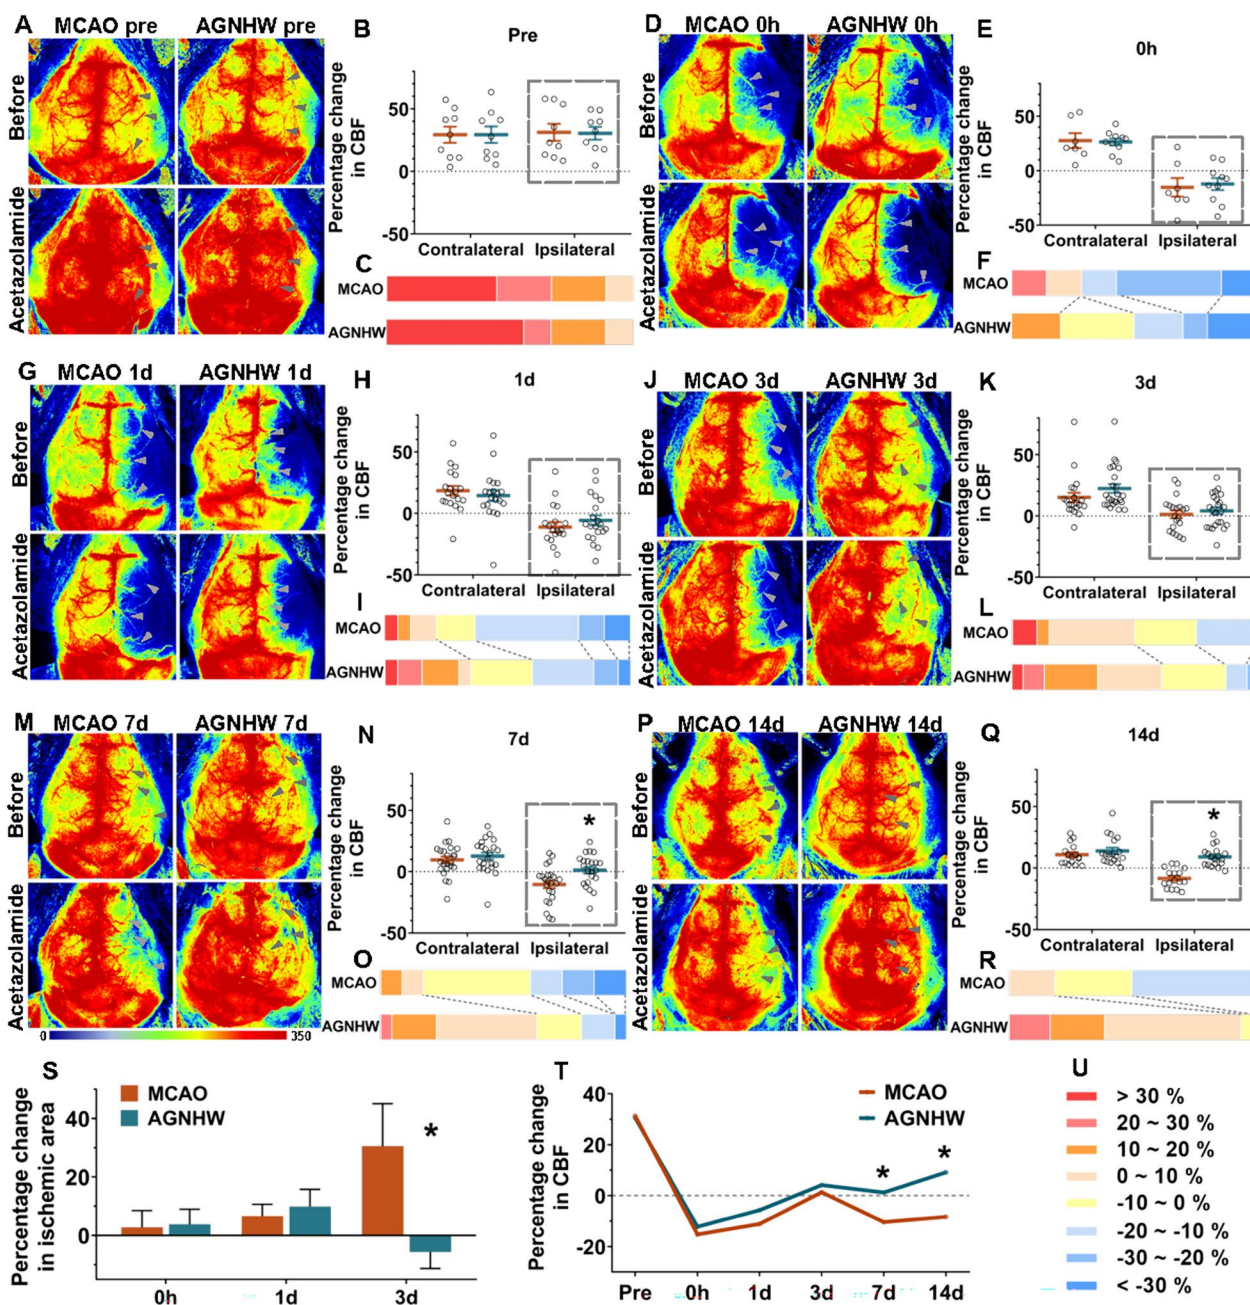 A
MCAO pre
AGNHW pre
Before
Acetazolamide
B
Pre
Percentage change
in CBF
50
0
-50
Contralateral
Ipsilateral
C
MCAO
AGNHW
D
MCAO 0h
AGNHW 0h
Before
Acetazolamide
E
0h
Percentage change
in CBF
50
0
-50
Contralateral
Ipsilateral
F
MCAO
AGNHW
G
MCAO 1d
AGNHW 1d
Before
Acetazolamide
H
1d
Percentage change
in CBF
50
0
-50
Contralateral
Ipsilateral
I
MCAO
AGNHW
J
MCAO 3d
AGNHW 3d
Before
Acetazolamide
K
3d
Percentage change
in CBF
50
0
-50
Contralateral
Ipsilateral
L
MCAO
AGNHW
M
MCAO 7d
AGNHW 7d
Before
Acetazolamide
0
350
N
7d
Percentage change
in CBF
50
0
-50
*
Contralateral
Ipsilateral
O
MCAO
AGNHW
P
MCAO 14d
AGNHW 14d
Before
Acetazolamide
Q
14d
Percentage change
in CBF
50
0
-50
*
Contralateral
Ipsilateral
R
MCAO
AGNHW
S
Percentage change
in ischemic area
MCAO
AGNHW
40
20
0
*
0h
1d
3d
T
Percentage change
in CBF
MCAO
AGNHW
40
20
0
-20
*
*
Pre
0h
1d
3d
7d
14d
U
> 30 %
20 ~ 30 %
10 ~ 20 %
0 ~ 10 %
-10 ~ 0 %
-20 ~ -10 %
-30 ~ -20 %
< -30 %